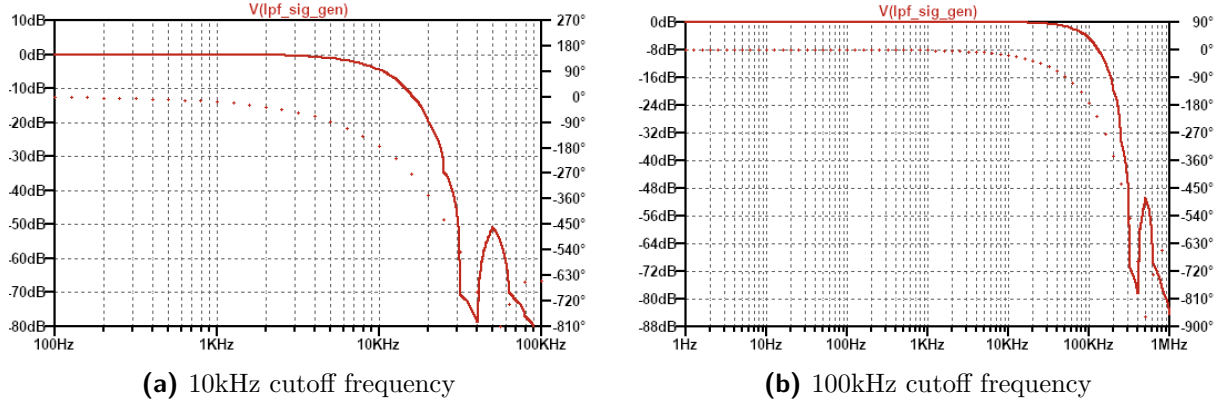 V(lpf_sig_gen)
10dB
0dB
-10dB
-20dB
-30dB
-40dB
-50dB
-60dB
-70dB
-80dB
270°
180°
90°
0°
-90°
-180°
-270°
-360°
-450°
-540°
-630°
-720°
-810°
100Hz 1KHz 10KHz 100KHz
(a) 10kHz cutoff frequency
V(lpf_sig_gen)
0dB
-8dB
-16dB
-24dB
-32dB
-40dB
-48dB
-56dB
-64dB
-72dB
-80dB
-88dB
90°
0°
-90°
-180°
-270°
-360°
-450°
-540°
-630°
-720°
-810°
-900°
1Hz 10Hz 100Hz 1KHz 10KHz 100KHz 1MHz
(b) 100kHz cutoff frequency